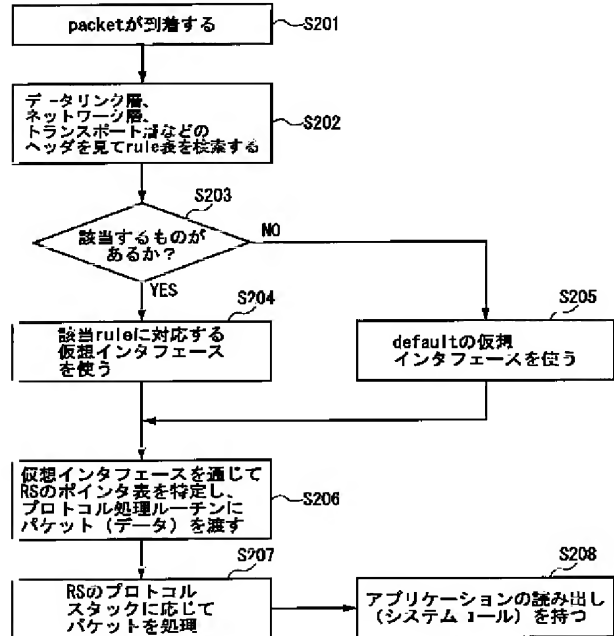 packetが到着する
S201
データリンク層、
ネットワーク層、
トランスポート層などの
ヘッダを見てrule表を検索する
S202
S203
該当するものが
あるか？
NO
YES
S204
該当ruleに対応する
仮想インタフェース
を使う
S205
defaultの仮想
インタフェースを使う
仮想インタフェースを通じて
RSのポインタ表を特定し、
プロトコル処理ルーチンに
パケット（データ）を渡す
S206
S207
RSのプロトコル
スタックに応じて
パケットを処理
S208
アプリケーションの読み出し
（システムコール）を持つ